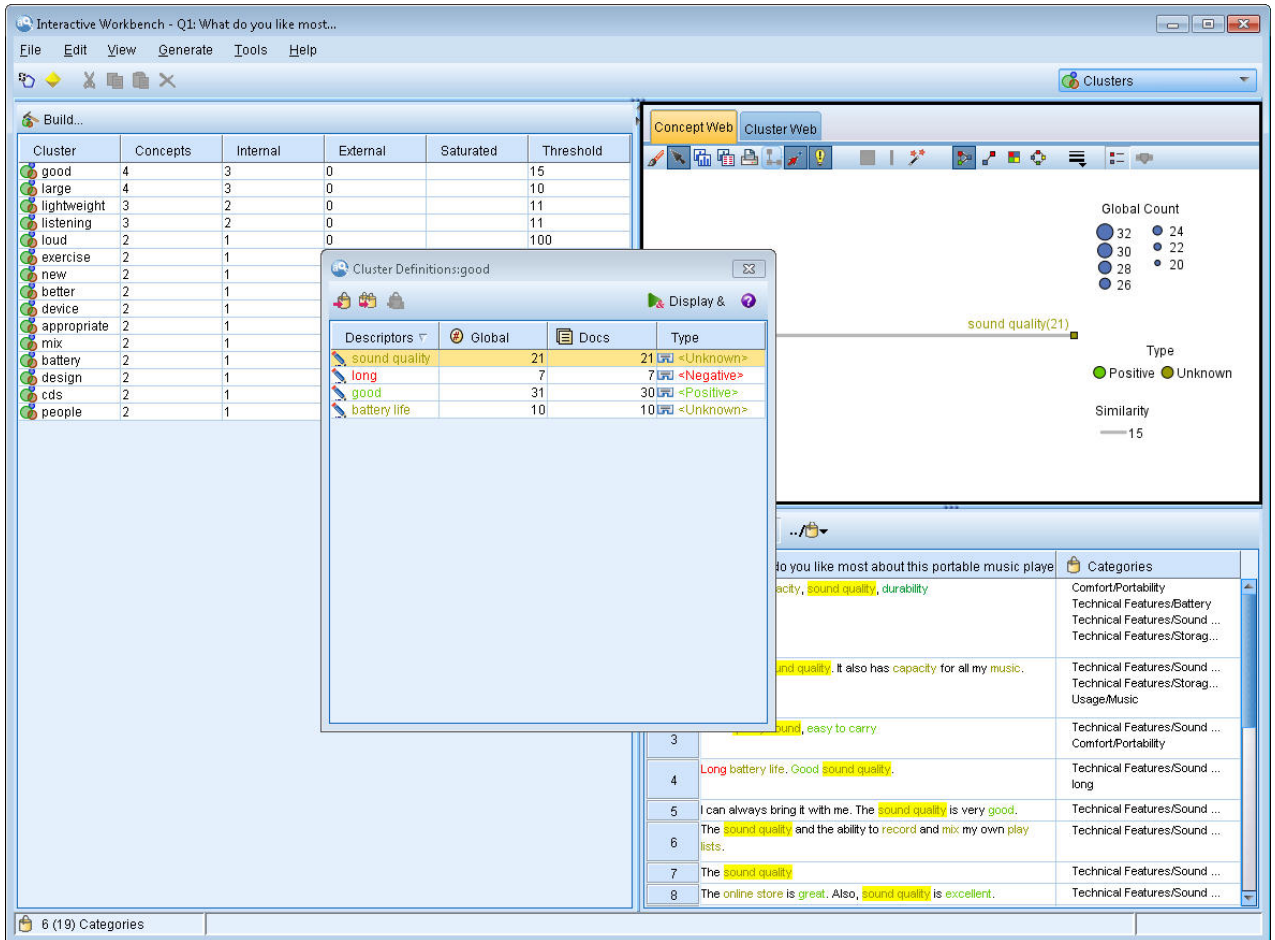 Interactive Workbench - Q1: What do you like most...
File Edit View Generate Tools Help
Clusters
Build...
Cluster Concepts Internal External Saturated Threshold
good 4 3 0 15
large 4 3 0 10
lightweight 3 2 0 11
listening 3 2 0 11
loud 2 1 0 100
exercise 2 1
new 2 1
better 2 1
device 2 1
appropriate 2 1
mix 2 1
battery 2 1
design 2 1
cds 2 1
people 2 1
Cluster Definitions:good
Display &
Descriptors Global Docs Type
sound quality 21 21 <Unknown>
long 7 7 <Negative>
good 31 30 <Positive>
battery life 10 10 <Unknown>
Concept Web Cluster Web
Global Count
32 24
30 22
28 20
26
sound quality(21)
Type
Positive Unknown
Similarity
15
../
do you like most about this portable music playe Categories
acity, sound quality, durability Comfort/Portability
Technical Features/Battery
Technical Features/Sound ...
Technical Features/Storag...
und quality. It also has capacity for all my music. Technical Features/Sound ...
Technical Features/Storag...
Usage/Music
3 sound, easy to carry Technical Features/Sound ...
Comfort/Portability
4 Long battery life. Good sound quality. Technical Features/Sound ...
long
5 I can always bring it with me. The sound quality is very good. Technical Features/Sound ...
6 The sound quality and the ability to record and mix my own play Technical Features/Sound ...
lists.
7 The sound quality Technical Features/Sound ...
8 The online store is great. Also, sound quality is excellent. Technical Features/Sound ...
6 (19) Categories